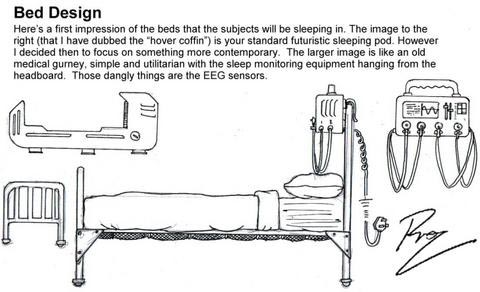 Bed Design
Here's a first impression of the beds that the subjects will be sleeping in. The image to the
right (that I have dubbed the "hover coffin") is your standard futuristic sleeping pod. However
I decided then to focus on something more contemporary. The larger image is like an old
medical gurney, simple and utilitarian with the sleep monitoring equipment hanging from the
headboard. Those dangly things are the EEG sensors.